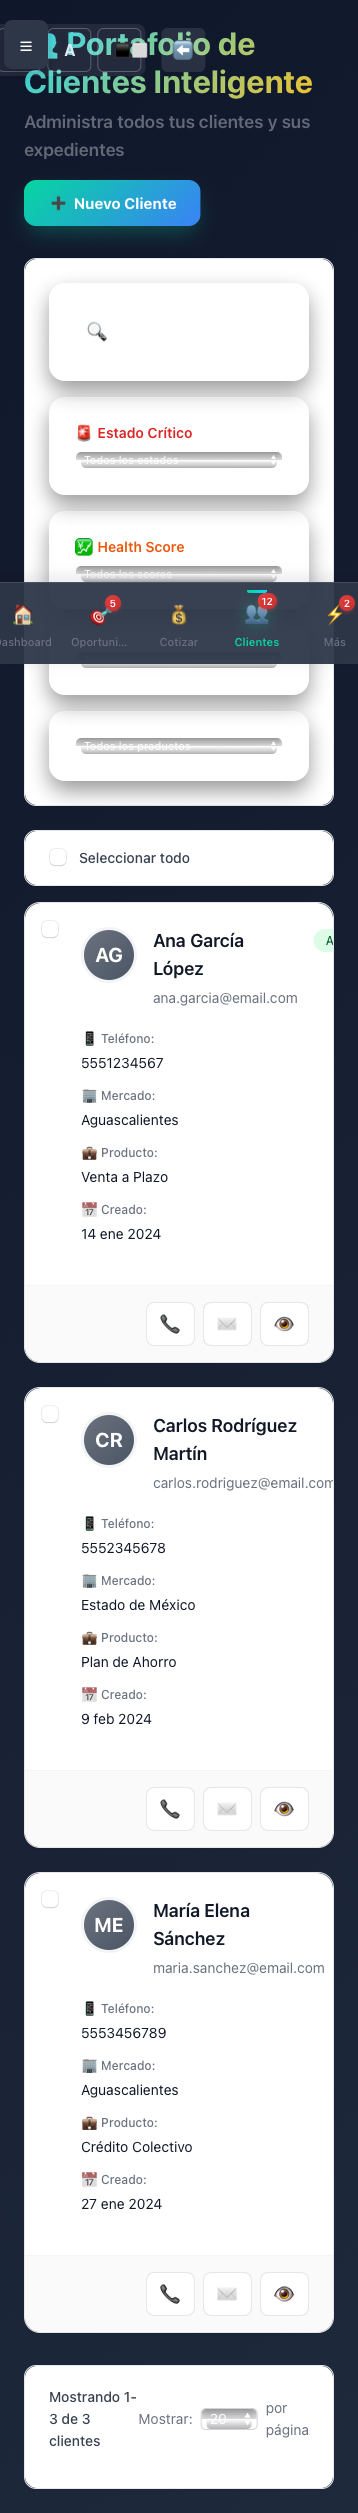 ☰
A
Portafolio de
Clientes Inteligente
Administra todos tus clientes y sus
expedientes
➕ Nuevo Cliente
Estado Crítico
Todos los estados
Health Score
Todos los scores
5
12
2
Dashboard
Oportuni...
Cotizar
Clientes
Más
Todos los productos
Seleccionar todo
AG
Ana García
A
López
ana.garcia@email.com
Teléfono:
5551234567
Mercado:
Aguascalientes
Producto:
Venta a Plazo
Creado:
14 ene 2024
CR
Carlos Rodríguez
Martín
carlos.rodriguez@email.com
Teléfono:
5552345678
Mercado:
Estado de México
Producto:
Plan de Ahorro
Creado:
9 feb 2024
ME
María Elena
Sánchez
maria.sanchez@email.com
Teléfono:
5553456789
Mercado:
Aguascalientes
Producto:
Crédito Colectivo
Creado:
27 ene 2024
Mostrando 1-
3 de 3
clientes
Mostrar:
20
por
página